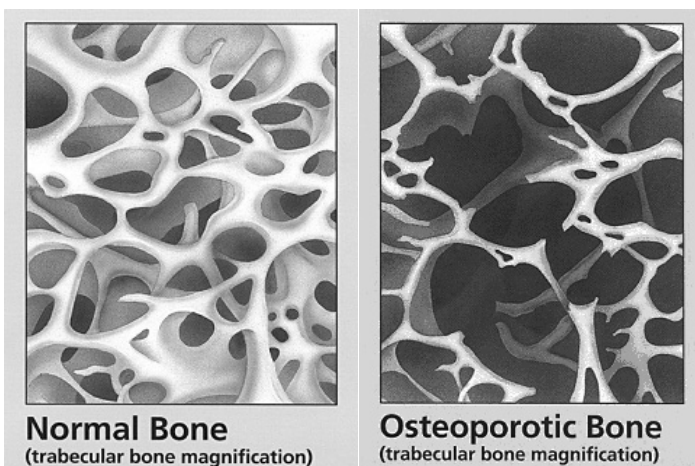 Normal Bone
(trabecular bone magnification)
Osteoporotic Bone
(trabecular bone magnification)